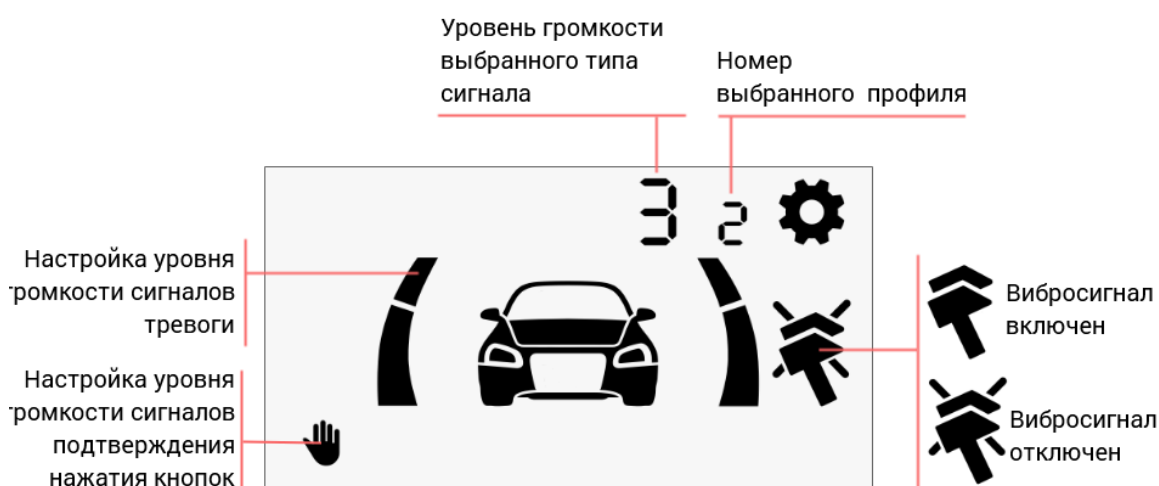 Уровень громкости
выбранного типа
сигнала
Номер
выбранного профиля
3 2
Настройка уровня
громкости сигналов
тревоги
Вибросигнал
включен
Настройка уровня
громкости сигналов
подтверждения
нажатия кнопок
Вибросигнал
отключен